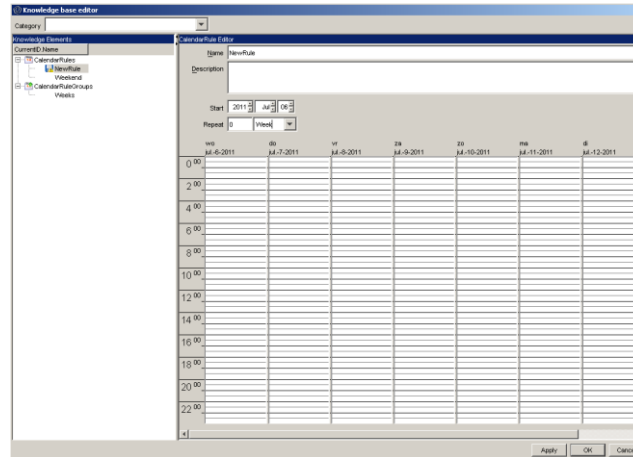 Knowledge base editor
Category
Knowledge Elements
CalendarRule Editor
CurrentID.Name
CalendarRules
NewRule
Weekend
CalendarRuleGroups
Weeks
Name NewRule
Description
Start 2011 Jul 06
Repeat 0 Week
wo do vr za zo ma di
jul.-6-2011 jul.-7-2011 jul.-8-2011 jul.-9-2011 jul.-10-2011 jul.-11-2011 jul.-12-2011
0 00
2 00
4 00
6 00
8 00
10 00
12 00
14 00
16 00
18 00
20 00
22 00
Apply OK Cance